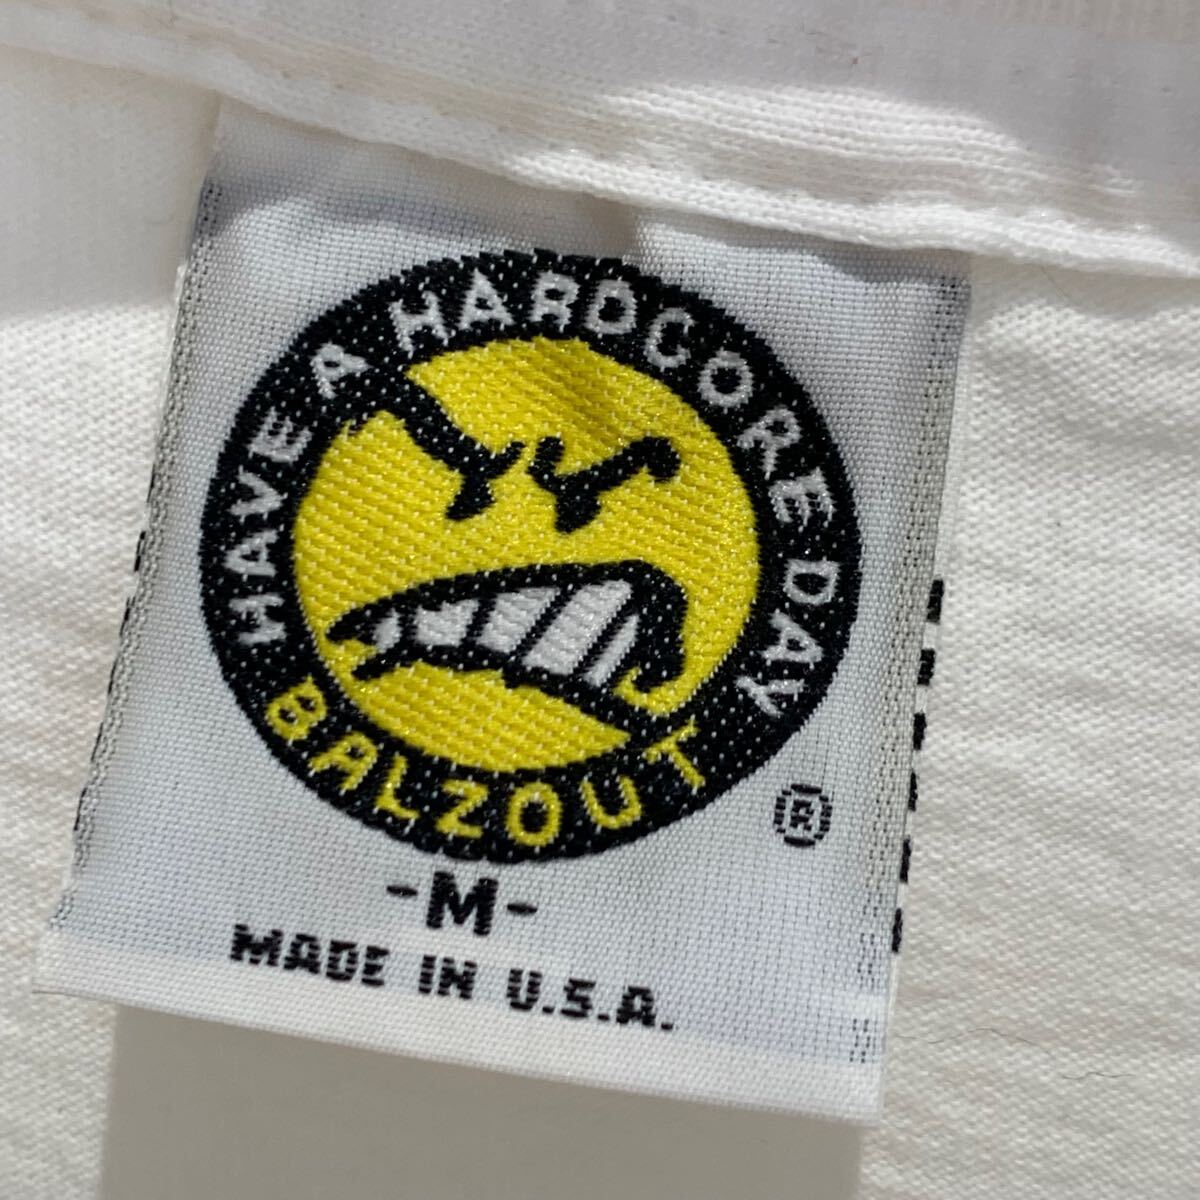 HAVE A HARDCORE DAY
BALZOUT
®
-M-
MADE IN U.S.A.